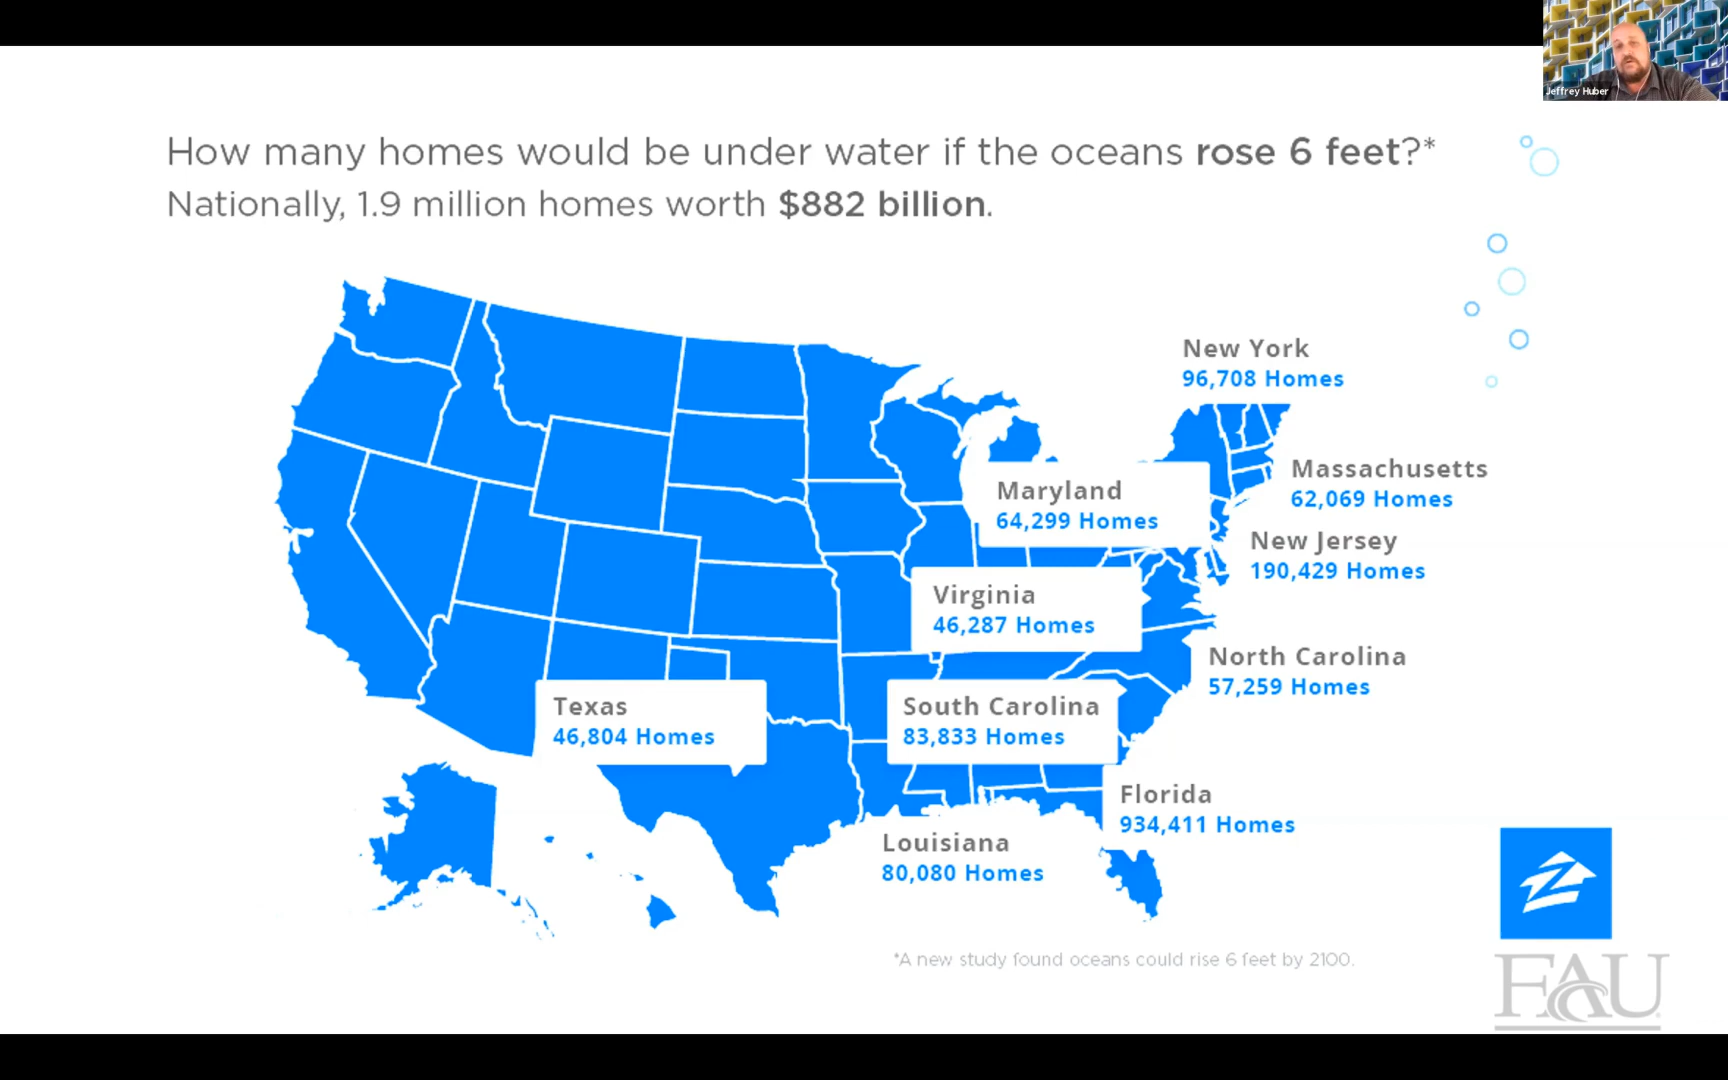 Jeffrey Huber
How many homes would be under water if the oceans rose 6 feet?*
Nationally, 1.9 million homes worth $882 billion.
New York
96,708 Homes
Massachusetts
62,069 Homes
Maryland
64,299 Homes
New Jersey
190,429 Homes
Virginia
46,287 Homes
North Carolina
57,259 Homes
Texas
46,804 Homes
South Carolina
83,833 Homes
Florida
934,411 Homes
Louisiana
80,080 Homes
*A new study found oceans could rise 6 feet by 2100.
FAU